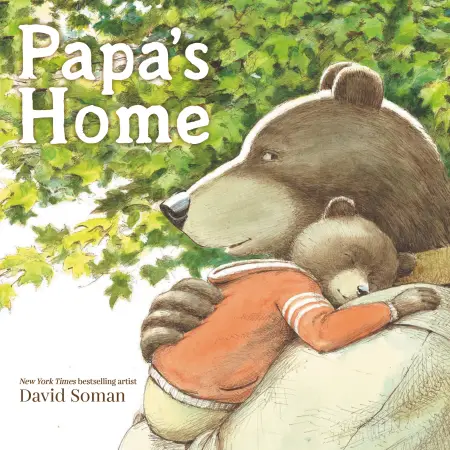 Papa's
Home
New York Times bestselling artist
David Soman